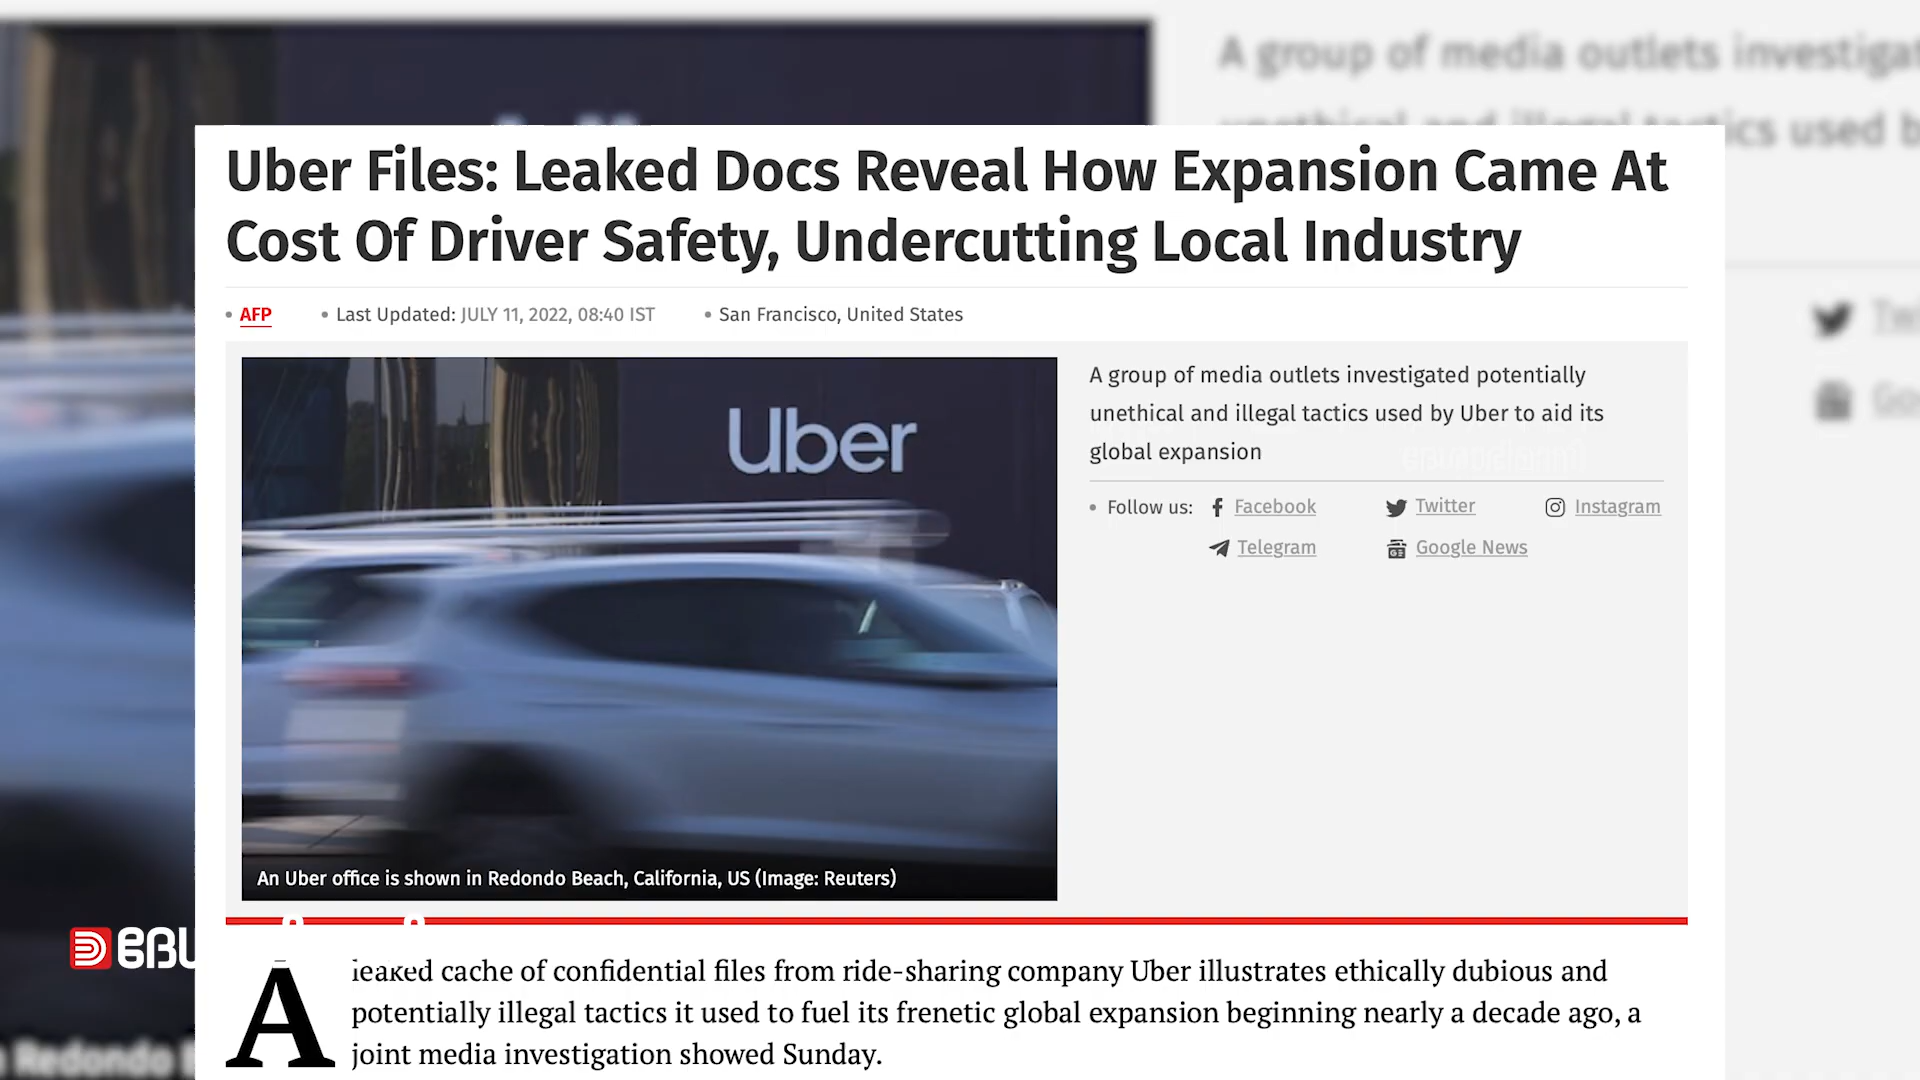 A group of media outlets investigat
unethical and illegal tactics used b
Uber Files: Leaked Docs Reveal How Expansion Came At
Cost Of Driver Safety, Undercutting Local Industry
• AFP • Last Updated: JULY 11, 2022, 08:40 IST • San Francisco, United States
Uber
A group of media outlets investigated potentially
unethical and illegal tactics used by Uber to aid its
global expansion
• Follow us: Facebook Twitter Instagram
Telegram Google News
An Uber office is shown in Redondo Beach, California, US (Image: Reuters)
A leaked cache of confidential files from ride-sharing company Uber illustrates ethically dubious and
potentially illegal tactics it used to fuel its frenetic global expansion beginning nearly a decade ago, a
joint media investigation showed Sunday.
Redondo